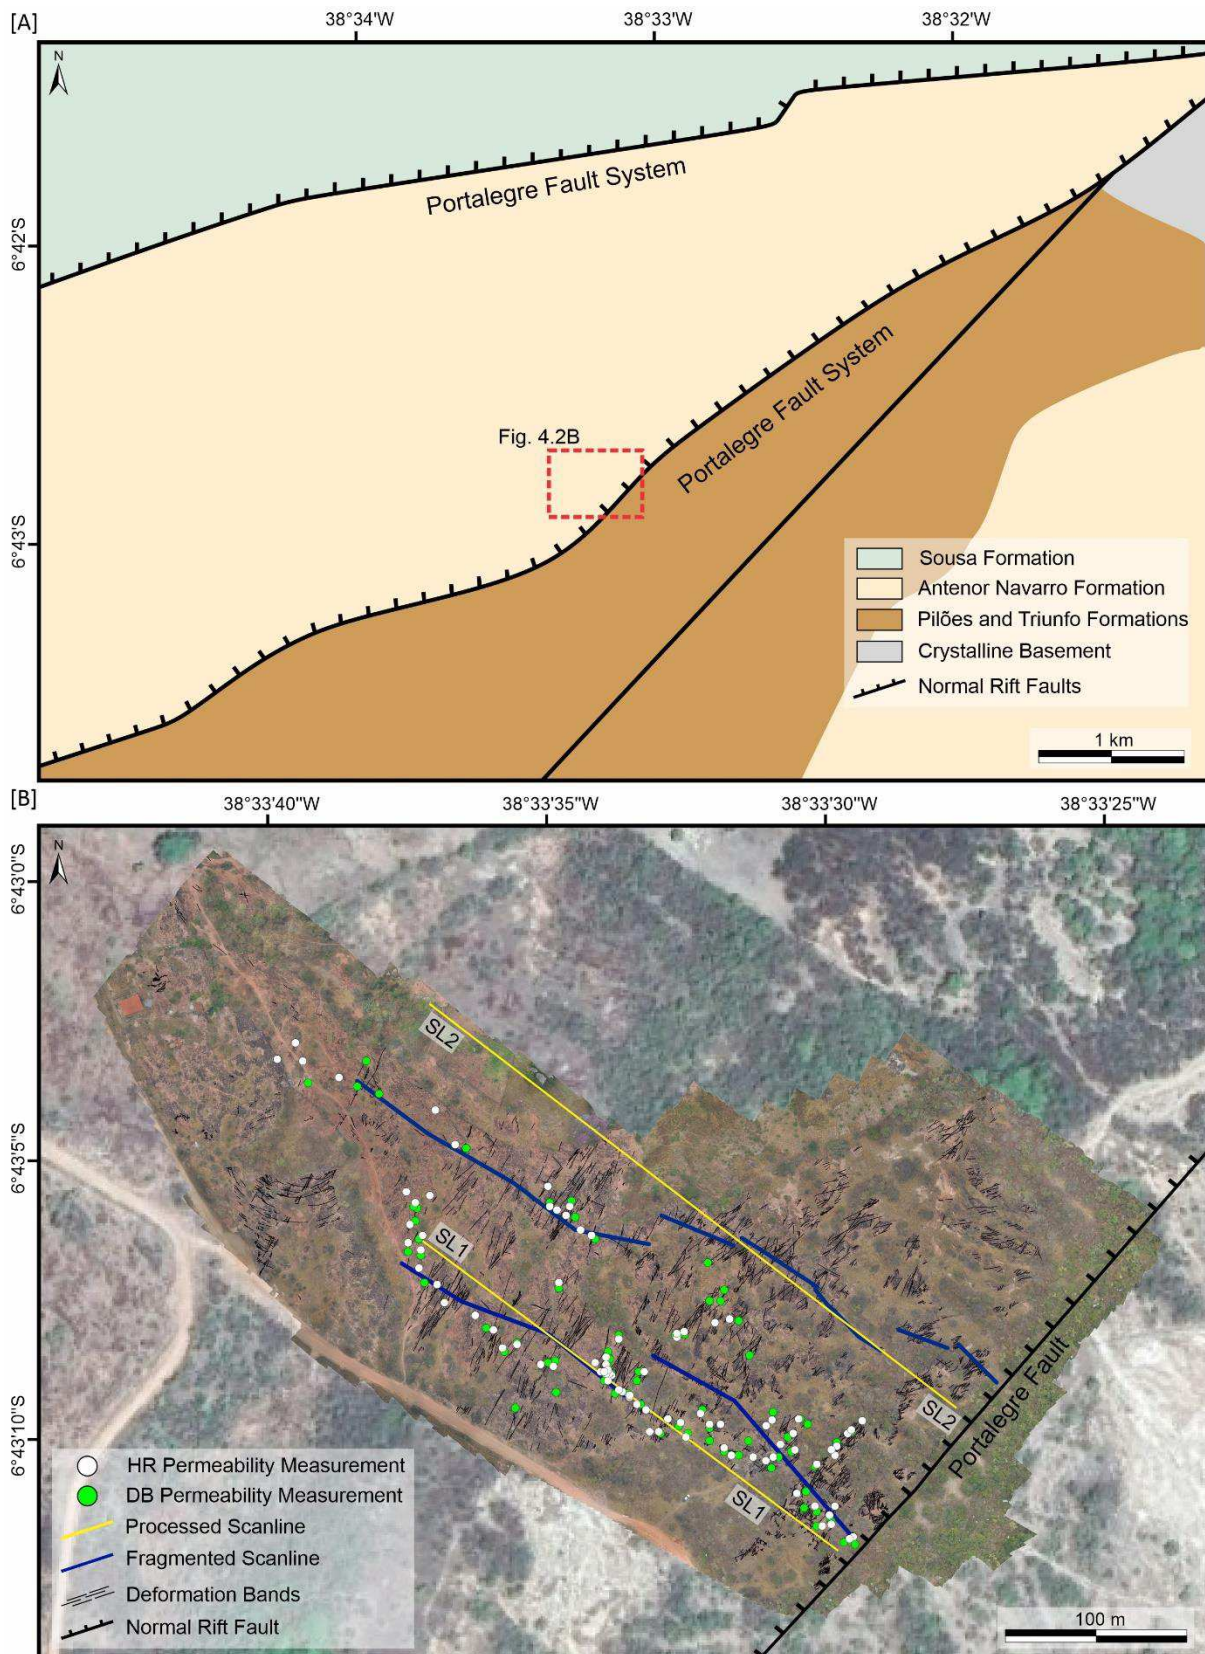 [A]
38°34'W
38°33'W
38°32'W
N
Portalegre Fault System
6°42'S
Portalegre Fault System
Fig. 4.2B
6°43'S
Sousa Formation
Antenor Navarro Formation
Pilões and Triunfo Formations
Crystalline Basement
Normal Rift Faults
1 km
[B]
38°33'40"W
38°33'35"W
38°33'30"W
38°33'25"W
N
6°43'0"S
SL2
6°43'5"S
SL1
SL2
Portalegre Fault
6°43'10"S
SL1
HR Permeability Measurement
DB Permeability Measurement
Processed Scanline
Fragmented Scanline
Deformation Bands
Normal Rift Fault
100 m